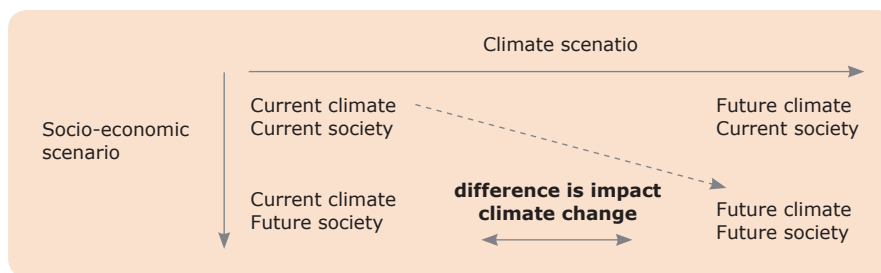 Climate scenatio
Socio-economic
scenario
Current climate
Current society
Future climate
Current society
Current climate
Future society
difference is impact
climate change
Future climate
Future society